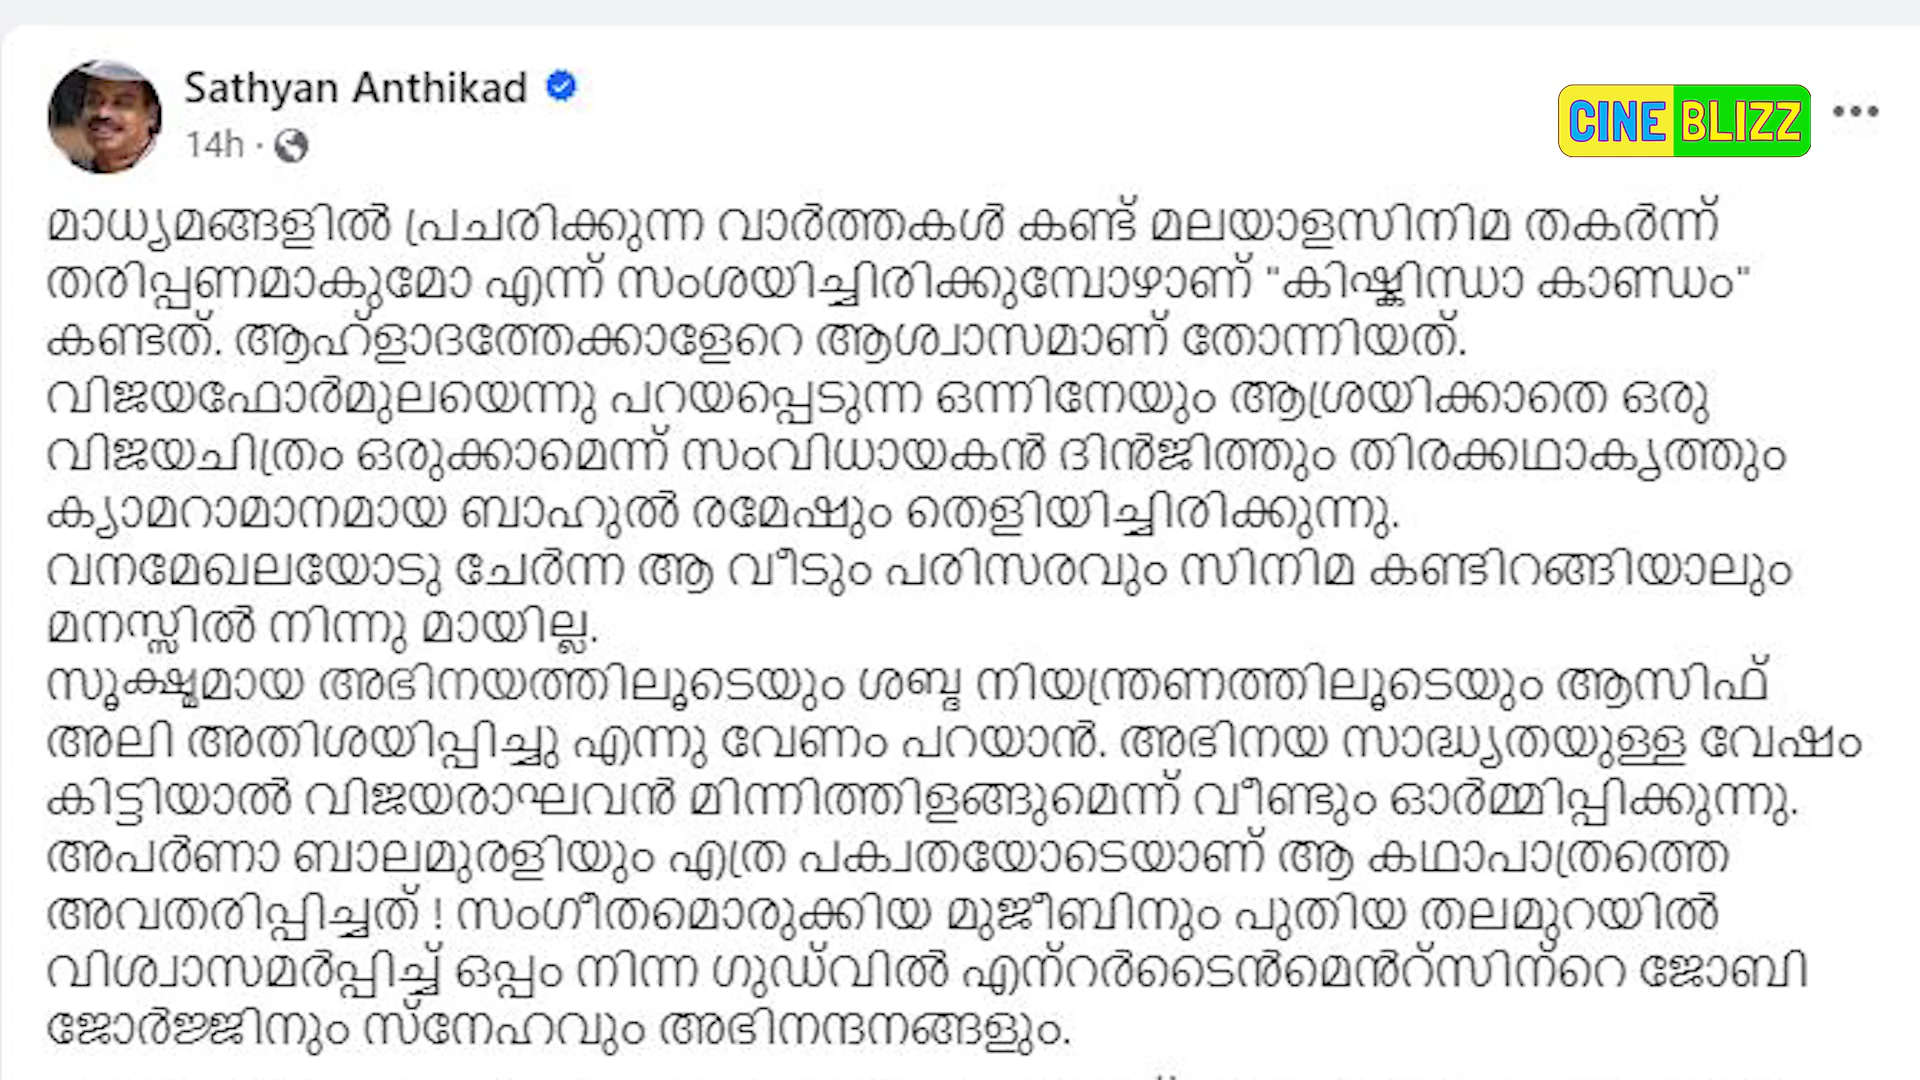 Sathyan Anthikad
14h ·
CINE BLIZZ
മാധ്യമങ്ങളിൽ പ്രചരിക്കുന്ന വാർത്തകൾ കണ്ട് മലയാളസിനിമ തകർന്ന്
തരിപ്പണമാകുമോ എന്ന് സംശയിച്ചിരിക്കുമ്പോഴാണ് "കിഷ്കിന്ധാ കാണ്ഡം"
കണ്ടത്. ആഹ്ളാദത്തേക്കാളേറെ ആശ്വാസമാണ് തോന്നിയത്.
വിജയഫോർമുലയെന്നു പറയപ്പെടുന്ന ഒന്നിനേയും ആശ്രയിക്കാതെ ഒരു
വിജയചിത്രം ഒരുക്കാമെന്ന് സംവിധായകൻ ദിൻജിത്തും തിരക്കഥാകൃത്തും
ക്യാമറാമാനമായ ബാഹുൽ രമേഷും തെളിയിച്ചിരിക്കുന്നു.
വനമേഖലയോടു ചേർന്ന ആ വീടും പരിസരവും സിനിമ കണ്ടിറങ്ങിയാലും
മനസ്സിൽ നിന്നു മായില്ല.
സൂക്ഷ്മമായ അഭിനയത്തിലൂടെയും ശബ്ദ നിയന്ത്രണത്തിലൂടെയും ആസിഫ്
അലി അതിശയിപ്പിച്ചു എന്നു വേണം പറയാൻ. അഭിനയ സാദ്ധ്യതയുള്ള വേഷം
കിട്ടിയാൽ വിജയരാഘവൻ മിന്നിത്തിളങ്ങുമെന്ന് വീണ്ടും ഓർമ്മിപ്പിക്കുന്നു.
അപർണാ ബാലമുരളിയും എത്ര പക്വതയോടെയാണ് ആ കഥാപാത്രത്തെ
അവതരിപ്പിച്ചത് ! സംഗീതമൊരുക്കിയ മുജീബിനും പുതിയ തലമുറയിൽ
വിശ്വാസമർപ്പിച്ച് ഒപ്പം നിന്ന ഗുഡ്‌വിൽ എന്റർടൈൻമെൻറ്സിന്റെ ജോബി
ജോർജ്ജിനും സ്നേഹവും അഭിനന്ദനങ്ങളും.